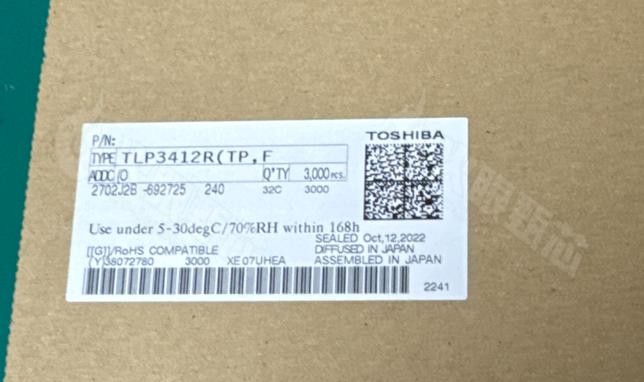 P/N:
TOSHIBA
TYPE TLP3412R(TP,F
ADDC/O Q'TY 3,000 PCS.
2702J2B -692725 240 32C 3000
Use under 5-30degC/70%RH within 168h
SEALED Oct,12,2022
[[G]]/RoHS COMPATIBLE DIFFUSED IN JAPAN
(Y)38072780 3000 XE07UHEA ASSEMBLED IN JAPAN
2241